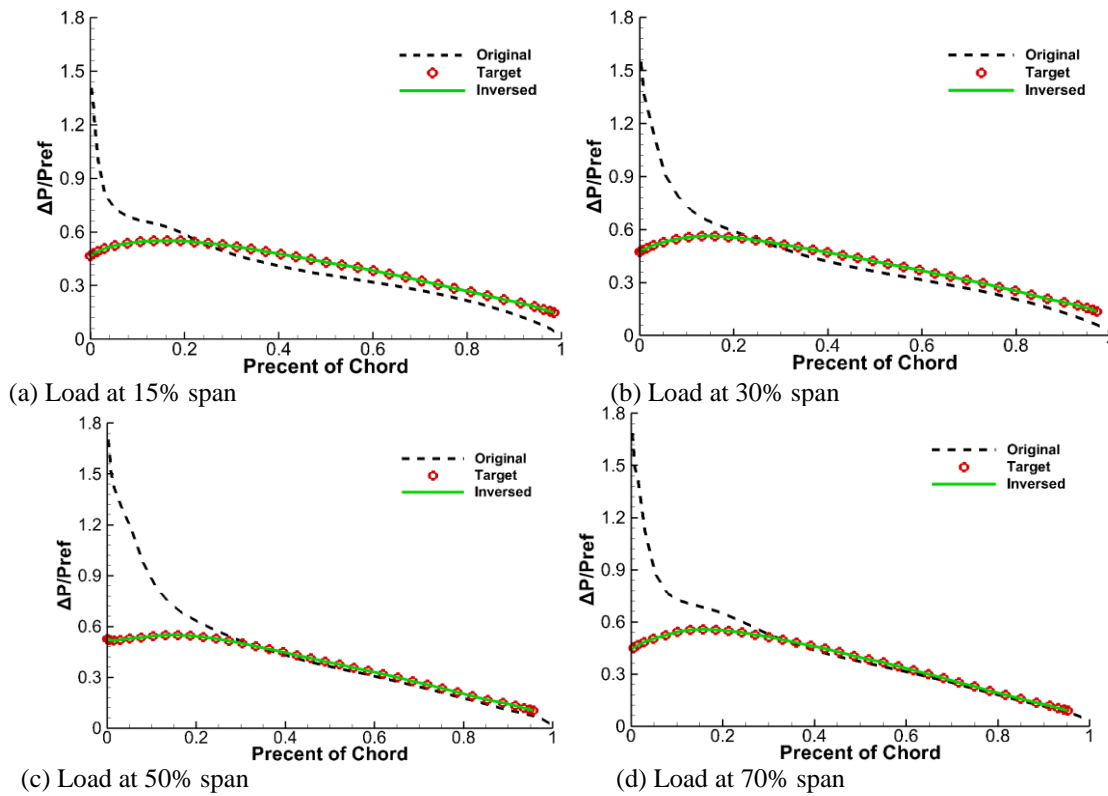 1.8
1.5
1.2
0.9
0.6
0.3
0
ΔP/Pref
Original
Target
Inversed
0 0.2 0.4 0.6 0.8 1
Precent of Chord
(a) Load at 15% span
1.8
1.5
1.2
0.9
0.6
0.3
0
ΔP/Pref
Original
Target
Inversed
0 0.2 0.4 0.6 0.8 1
Precent of Chord
(b) Load at 30% span
1.8
1.5
1.2
0.9
0.6
0.3
0
ΔP/Pref
Original
Target
Inversed
0 0.2 0.4 0.6 0.8 1
Precent of Chord
(c) Load at 50% span
1.8
1.5
1.2
0.9
0.6
0.3
0
ΔP/Pref
Original
Target
Inversed
0 0.2 0.4 0.6 0.8 1
Precent of Chord
(d) Load at 70% span